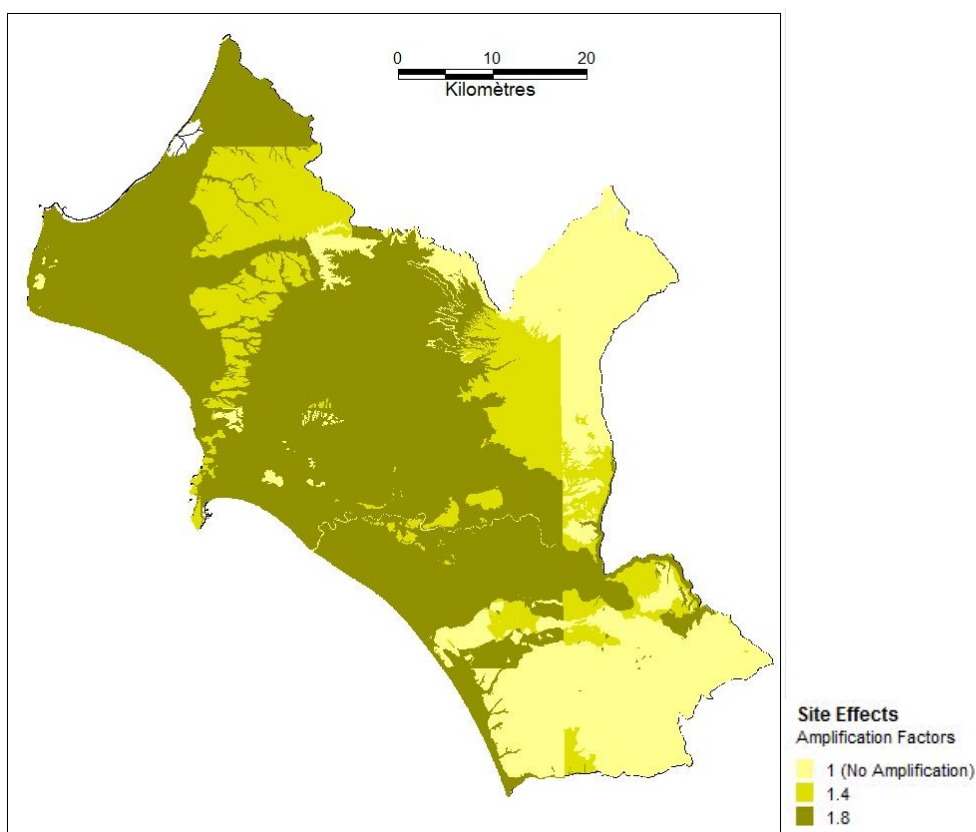 0 10 20
Kilomètres
Site Effects
Amplification Factors
1 (No Amplification)
1.4
1.8